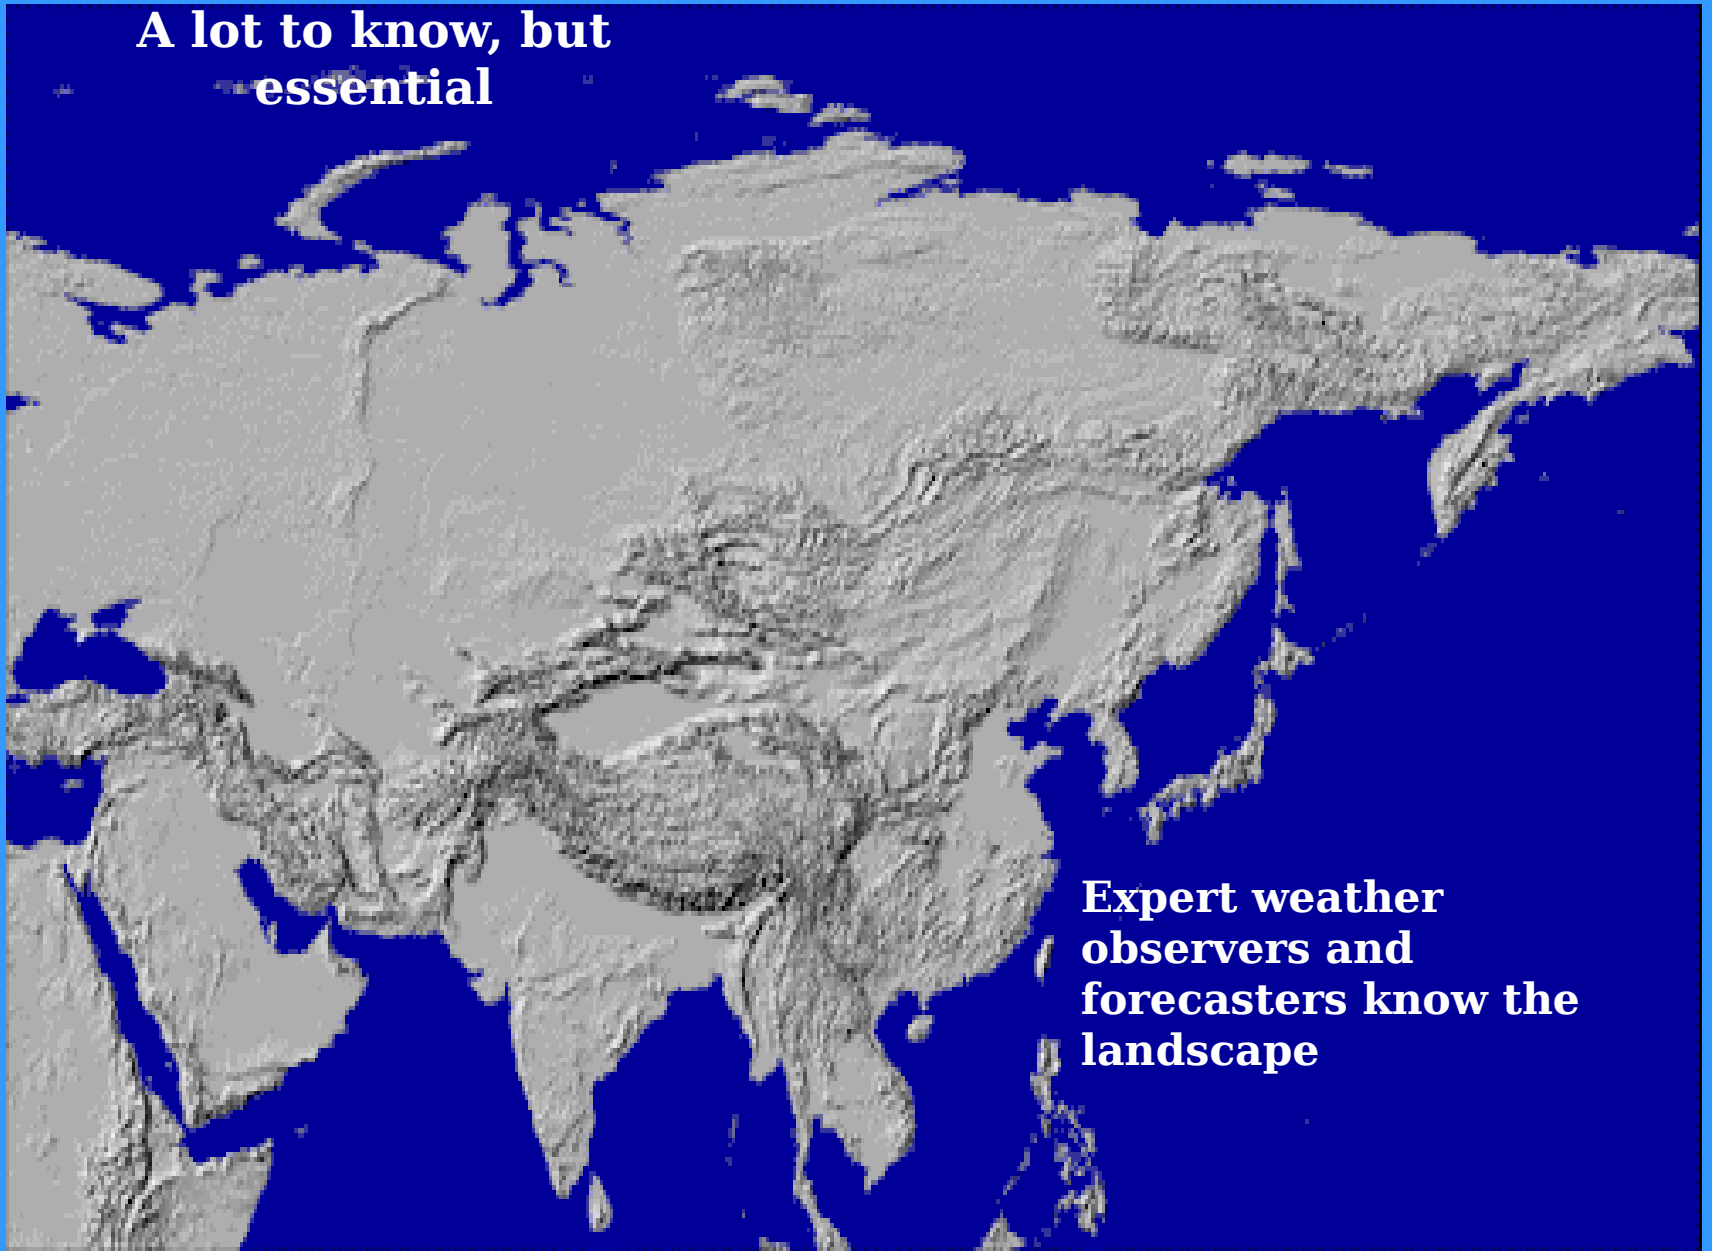 A lot to know, but
essential
Expert weather
observers and
forecasters know the
landscape